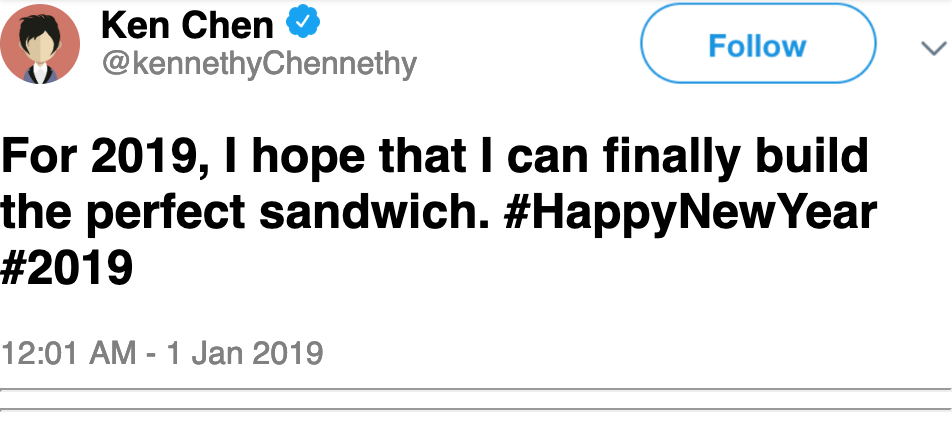 Ken Chen
@kennethyChennethy
Follow
For 2019, I hope that I can finally build
the perfect sandwich. #HappyNewYear
#2019
12:01 AM - 1 Jan 2019